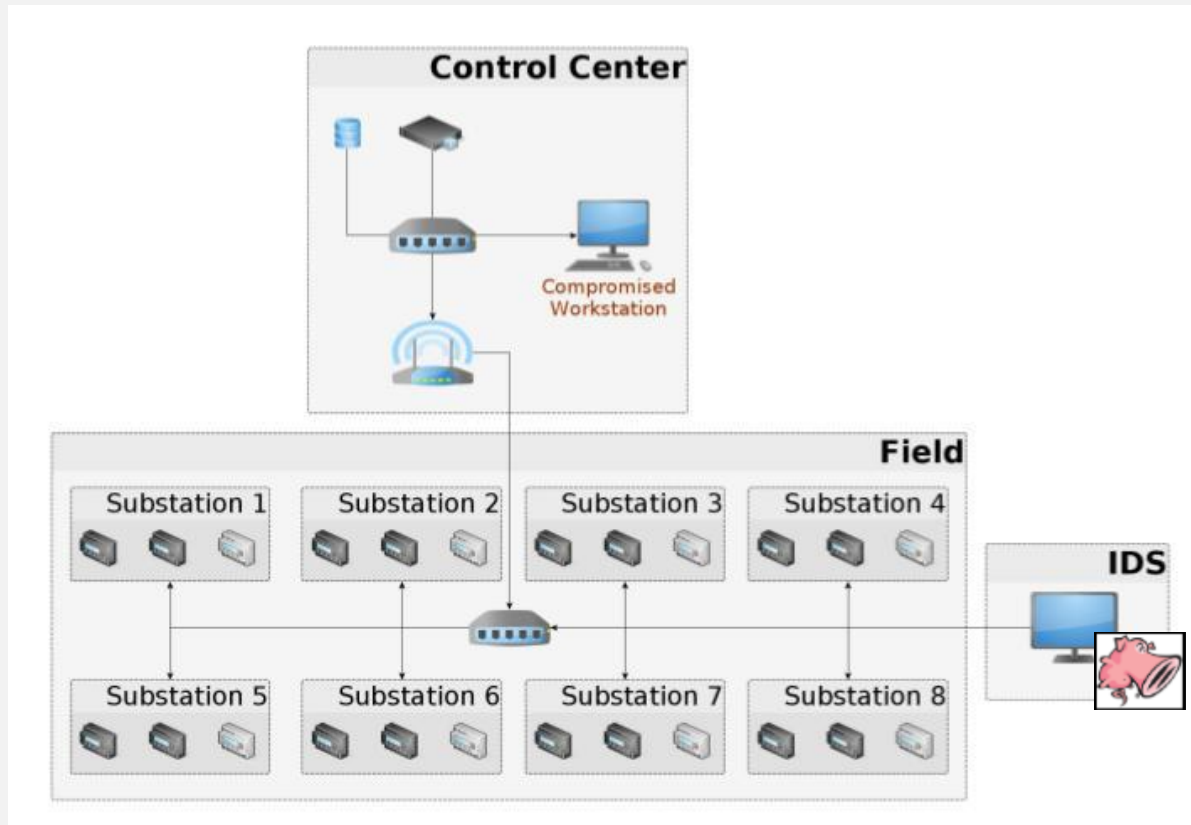 Control Center
Compromised
Workstation
Field
Substation 1
Substation 2
Substation 3
Substation 4
IDS
Substation 5
Substation 6
Substation 7
Substation 8